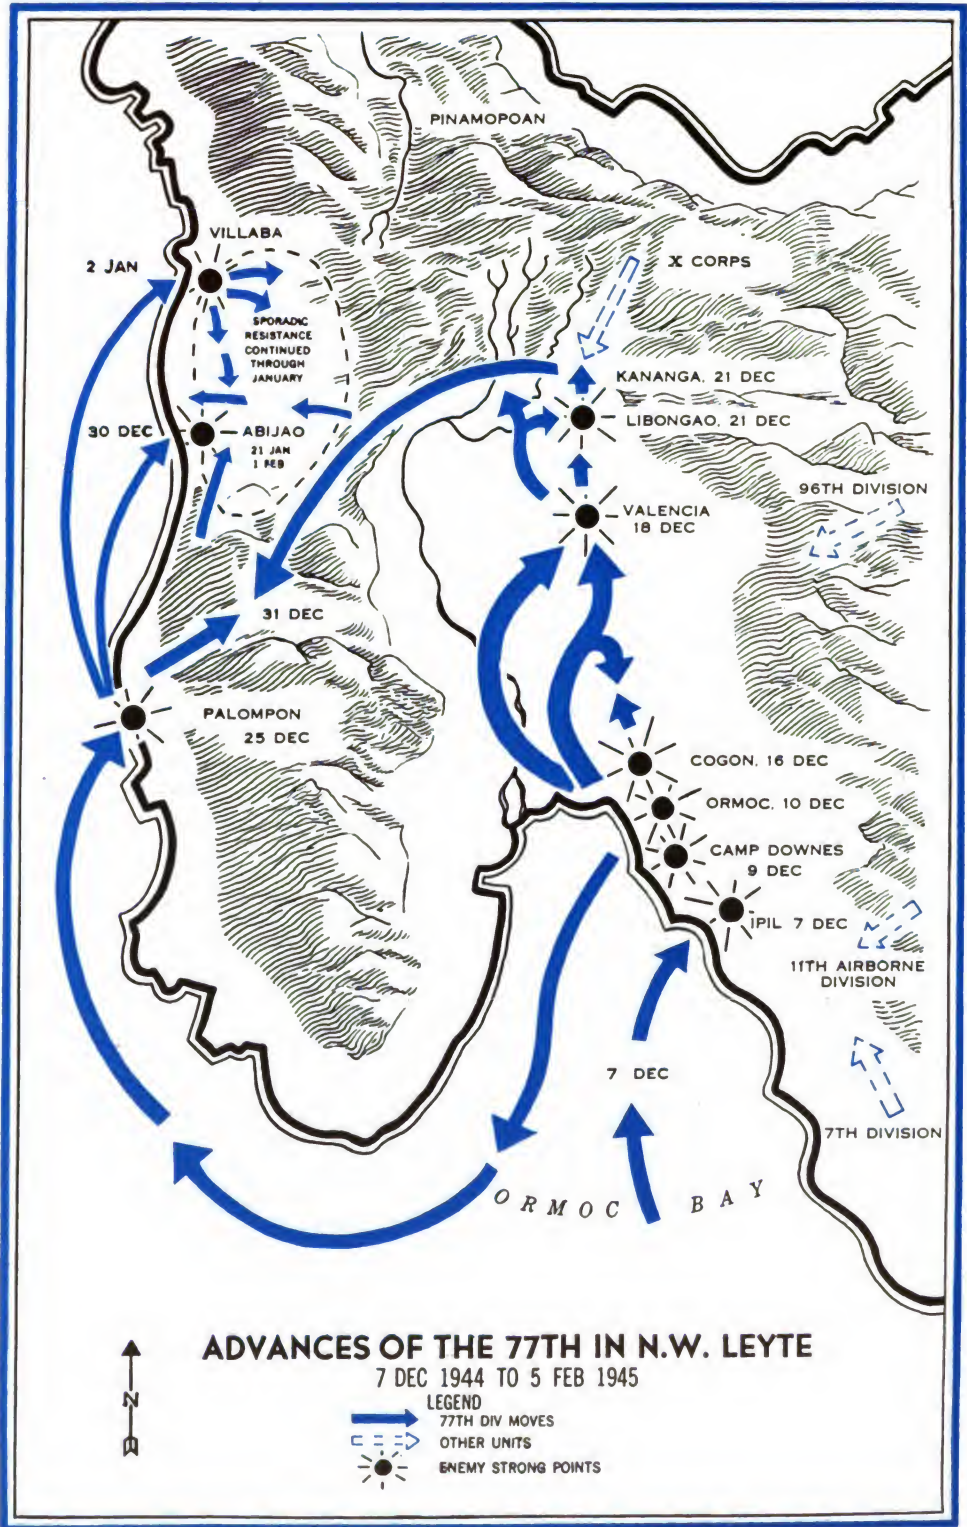 PINAMOPOAN
VILLABA
2 JAN
X CORPS
SPORADIC
RESISTANCE
CONTINUED
THROUGH
JANUARY
KANANGA, 21 DEC
LIBONGAO, 21 DEC
30 DEC
ABIJAO
21 JAN
1 FEB
96TH DIVISION
VALENCIA
18 DEC
31 DEC
PALOMPON
25 DEC
COGON, 16 DEC
ORMOC, 10 DEC
CAMP DOWNES
9 DEC
IPIL 7 DEC
11TH AIRBORNE
DIVISION
7 DEC
7TH DIVISION
ORMOC BAY
ADVANCES OF THE 77TH IN N.W. LEYTE
7 DEC 1944 TO 5 FEB 1945
N
LEGEND
77TH DIV MOVES
OTHER UNITS
ENEMY STRONG POINTS